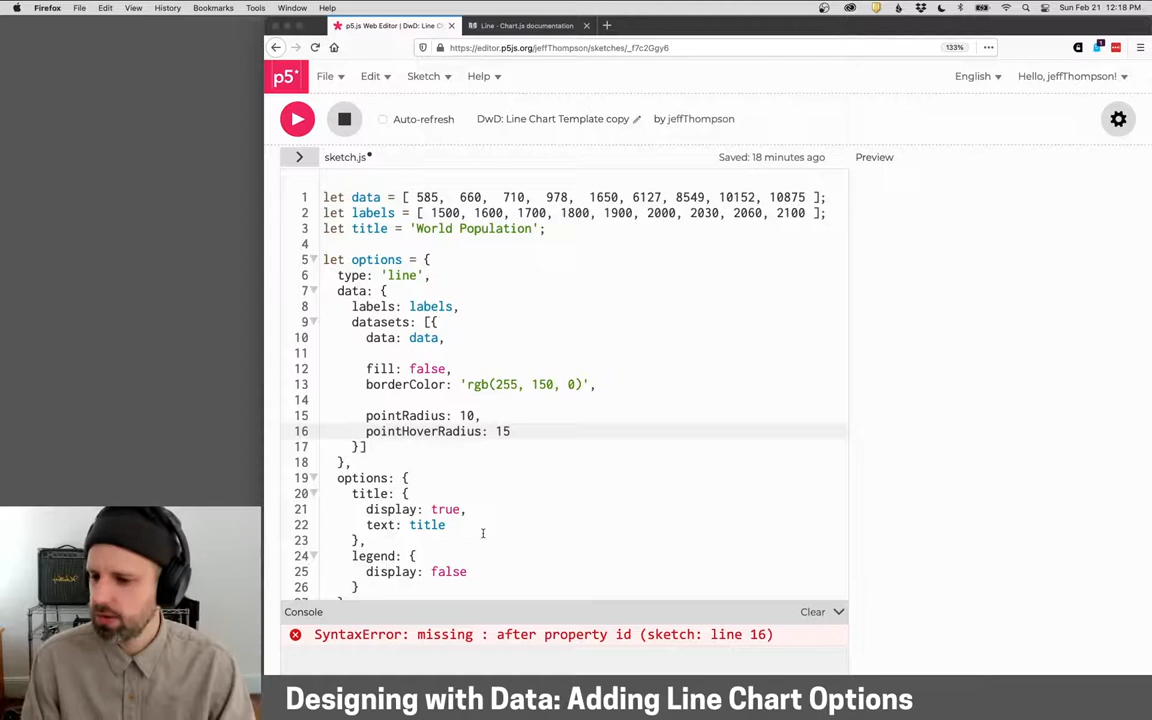 Firefox File Edit View History Bookmarks Tools Window Help
Sun Feb 21 12:18 PM
p5.js Web Editor | DwD: Line C
Line - Chart.js documentation
https://editor.p5js.org/jeffThompson/sketches/_f7c2Ggy6
133%
p5* File Edit Sketch Help
English Hello, jeffThompson!
Auto-refresh DwD: Line Chart Template copy by jeffThompson
sketch.js Saved: 18 minutes ago Preview
1 let data = [ 585, 660, 710, 978, 1650, 6127, 8549, 10152, 10875 ];
2 let labels = [ 1500, 1600, 1700, 1800, 1900, 2000, 2030, 2060, 2100 ];
3 let title = 'World Population';
4
5 let options = {
6 type: 'line',
7 data: {
8 labels: labels,
9 datasets: [{
10 data: data,
11
12 fill: false,
13 borderColor: 'rgb(255, 150, 0)',
14
15 pointRadius: 10,
16 pointHoverRadius: 15
17 }]
18 },
19 options: {
20 title: {
21 display: true,
22 text: title
23 },
24 legend: {
25 display: false
26 }
Console Clear
SyntaxError: missing : after property id (sketch: line 16)
Designing with Data: Adding Line Chart Options